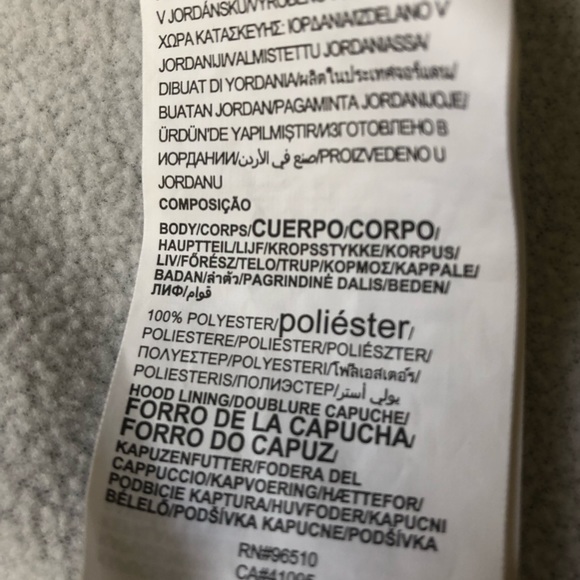 V JORDÁNSKU/VYROBENO
ΧΩΡΑ ΚΑΤΑΣΚΕΥΗΣ: ΙΟΡΔΑΝΙΑ/IZDELANO V
JORDANIJI/VALMISTETTU JORDANIASSA/
DIBUAT DI YORDANIA/ผลิตในประเทศจอร์แดน/
BUATAN JORDAN/PAGAMINTA JORDANIJOJE/
ÜRDÜN'DE YAPILMIŞTIR/ИЗГОТОВЛЕНО В
ИОРДАНИИ/صنع في الأردن/PROIZVEDENO U
JORDANU
COMPOSIÇÃO
BODY/CORPS/CUERPO/CORPO/
HAUPTTEIL/LIJF/KROPSSTYKKE/KORPUS/
LIV/FŐRÉSZ/TELO/TRUP/ΚΟΡΜΟΣ/KAPPALE/
BADAN/ลำตัว/PAGRINDINĖ DALIS/BEDEN/
ЛИФ/قوام
100% POLYESTER/poliéster/
POLIESTERE/POLIESTER/POLIÉSZTER/
ΠΟΛΥΕΣΤΕΡ/POLYESTERI/โพลีเอสเตอร์/
POLIESTERIS/ПОЛИЭСТЕР/بولي أستر
HOOD LINING/DOUBLURE CAPUCHE/
FORRO DE LA CAPUCHA/
FORRO DO CAPUZ/
KAPUZENFUTTER/FODERA DEL
CAPPUCCIO/KAPVOERING/HÆTTEFOR/
PODBICIE KAPTURA/HUVFODER/KAPUCNI
BÉLELŐ/PODŠÍVKA KAPUCNE/PODŠÍVKA
RN#96510
CA#41095